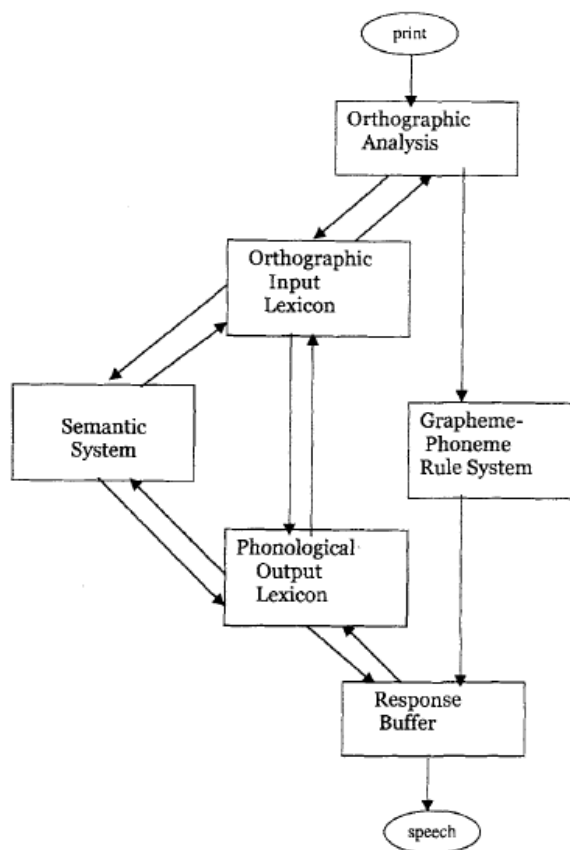 print
Orthographic
Analysis
Orthographic
Input
Lexicon
Semantic
System
Grapheme-
Phoneme
Rule System
Phonological
Output
Lexicon
Response
Buffer
speech